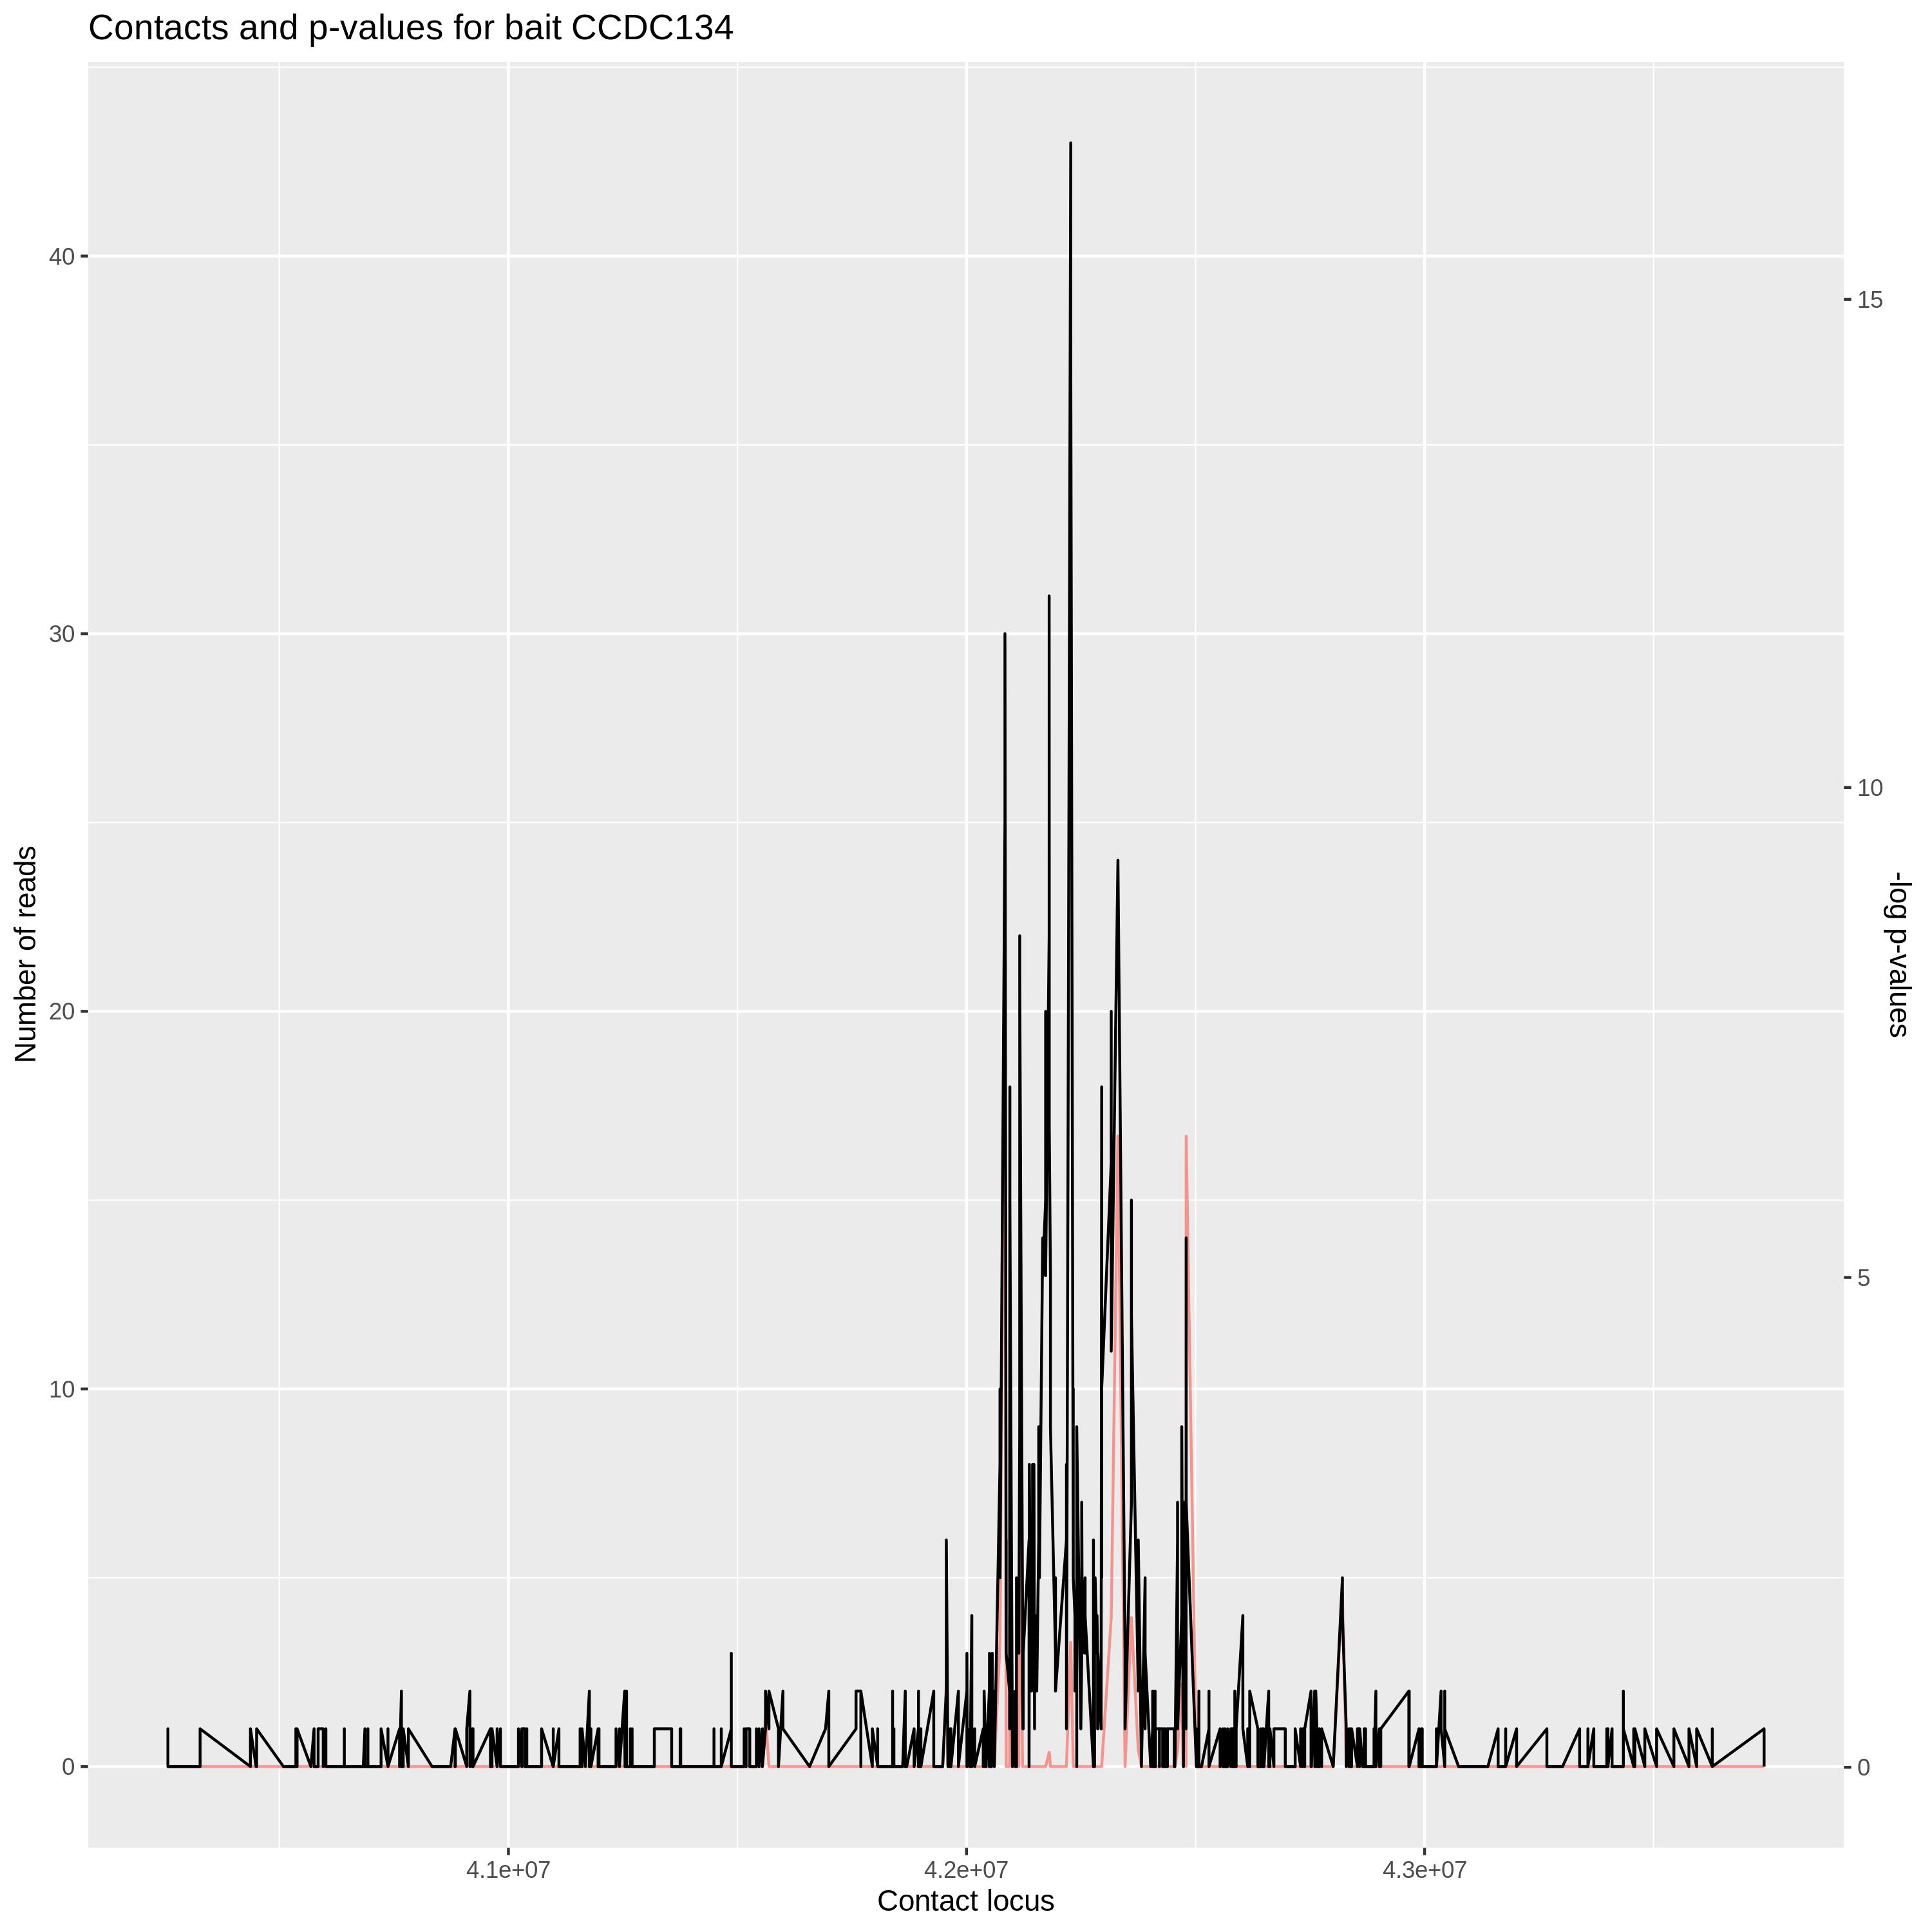 Contacts and p-values for bait CCDC134
40
30
20
10
0
Number of reads
15
10
5
0
-log p-values
4.1e+07 4.2e+07 4.3e+07
Contact locus